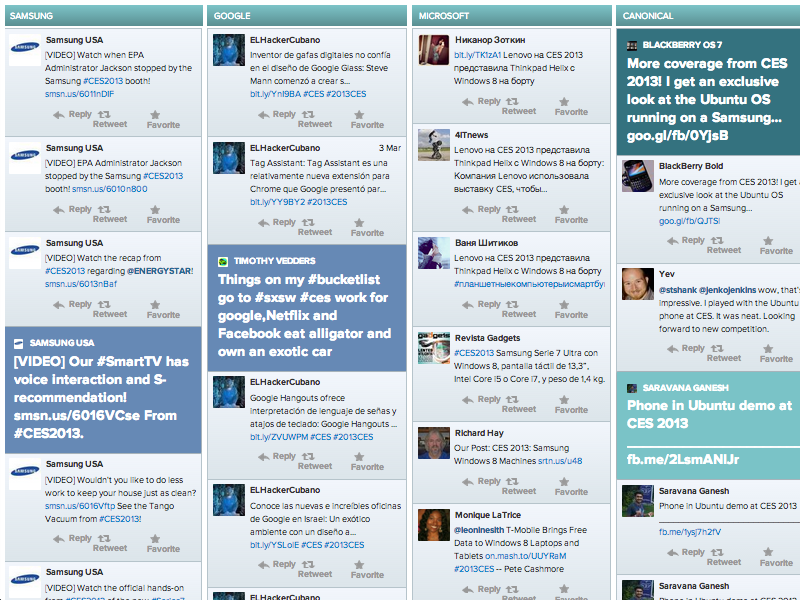 SAMSUNG
Samsung USA
[VIDEO] Watch when EPA
Administrator Jackson stopped by the
Samsung #CES2013 booth!
smsn.us/6011nDIF
Reply
Retweet
Favorite
Samsung USA
[VIDEO] EPA Administrator Jackson
stopped by the Samsung #CES2013
booth! smsn.us/6010n800
Reply
Retweet
Favorite
Samsung USA
[VIDEO] Watch the recap from
#CES2013 regarding @ENERGYSTAR!
smsn.us/6013nBaf
Reply
Retweet
Favorite
SAMSUNG USA
[VIDEO] Our #SmartTV has
voice interaction and S-
recommendation!
smsn.us/6016VCse From
#CES2013.
Samsung USA
[VIDEO] Wouldn't you like to do less
work to keep your house just as clean?
smsn.us/6016Vftp See the Tango
Vacuum from #CES2013!
Reply
Retweet
Favorite
Samsung USA
[VIDEO] Watch the official hands-on
GOOGLE
ELHackerCubano
Inventor de gafas digitales no confía
en el diseño de Google Glass: Steve
Mann comenzó a crear s...
bit.ly/YnI9BA #CES #2013CES
Reply
Retweet
Favorite
ELHackerCubano
3 Mar
Tag Assistant: Tag Assistant es una
relativamente nueva extensión para
Chrome que Google presentó par...
bit.ly/YY9BY2 #2013CES
Reply
Retweet
Favorite
TIMOTHY VEDDERS
Things on my #bucketlist
go to #sxsw #ces work for
google,Netflix and
Facebook eat alligator and
own an exotic car
ELHackerCubano
Google Hangouts ofrece
interpretación de lenguaje de señas y
atajos de teclado: Google Hangouts ...
bit.ly/ZVUWPM #CES #2013CES
Reply
Retweet
Favorite
ELHackerCubano
Conoce las nuevas e increíbles oficinas
de Google en Israel: Un exótico
ambiente con un diseño a...
bit.ly/YSLolE #CES #2013CES
Reply
Retweet
Favorite
ELHackerCubano
MICROSOFT
Никанор Зоткин
bit.ly/TK1zA1 Lenovo на CES 2013
представила Thinkpad Helix с
Windows 8 на борту
Reply
Retweet
Favorite
4ITnews
Lenovo на CES 2013 представила
Thinkpad Helix с Windows 8 на борту:
Компания Lenovo использовала
выставку CES, чтобы...
Reply
Retweet
Favorite
Ваня Шитиков
Lenovo на CES 2013 представила
Thinkpad Helix с Windows 8 на борту
#планшетныекомпьютерыисмартбу
Reply
Retweet
Favorite
Revista Gadgets
#CES2013 Samsung Serie 7 Ultra con
Windows 8, pantalla táctil de 13,3",
Intel Core i5 o Core i7, y peso de 1,4 kg.
Reply
Retweet
Favorite
Richard Hay
Our Post: CES 2013: Samsung
Windows 8 Machines srtn.us/u48
Reply
Retweet
Favorite
Monique LaTrice
@leoninesith T-Mobile Brings Free
Data to Windows 8 Laptops and
Tablets on.mash.to/UUYRaM
#2013CES -- Pete Cashmore
Reply
Retweet
Favorite
CANONICAL
BLACKBERRY OS 7
More coverage from CES
2013! I get an exclusive
look at the Ubuntu OS
running on a Samsung...
goo.gl/fb/0YjsB
BlackBerry Bold
More coverage from CES 2013! I get a
exclusive look at the Ubuntu OS
running on a Samsung...
goo.gl/fb/QJTSl
Reply
Retweet
Favorite
Yev
@stshank @jenkojenkins wow, that's
impressive. I played with the Ubuntu
phone at CES. It was neat. Looking
forward to new competition.
Reply
Retweet
Favorite
SARAVANA GANESH
Phone in Ubuntu demo at
CES 2013
fb.me/2LsmANlJr
Saravana Ganesh
Phone in Ubuntu demo at CES 2013
fb.me/1ysj7h2fV
Reply
Retweet
Favorite
Saravana Ganesh